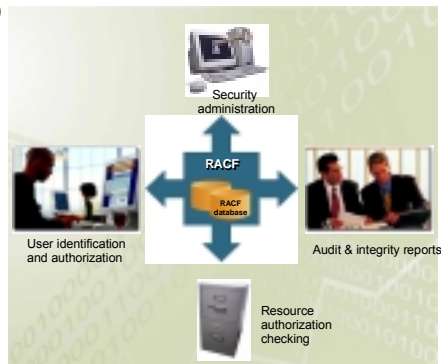 Security
administration
RACF
RACF
database
User identification
and authorization
Audit & integrity reports
Resource
authorization
checking